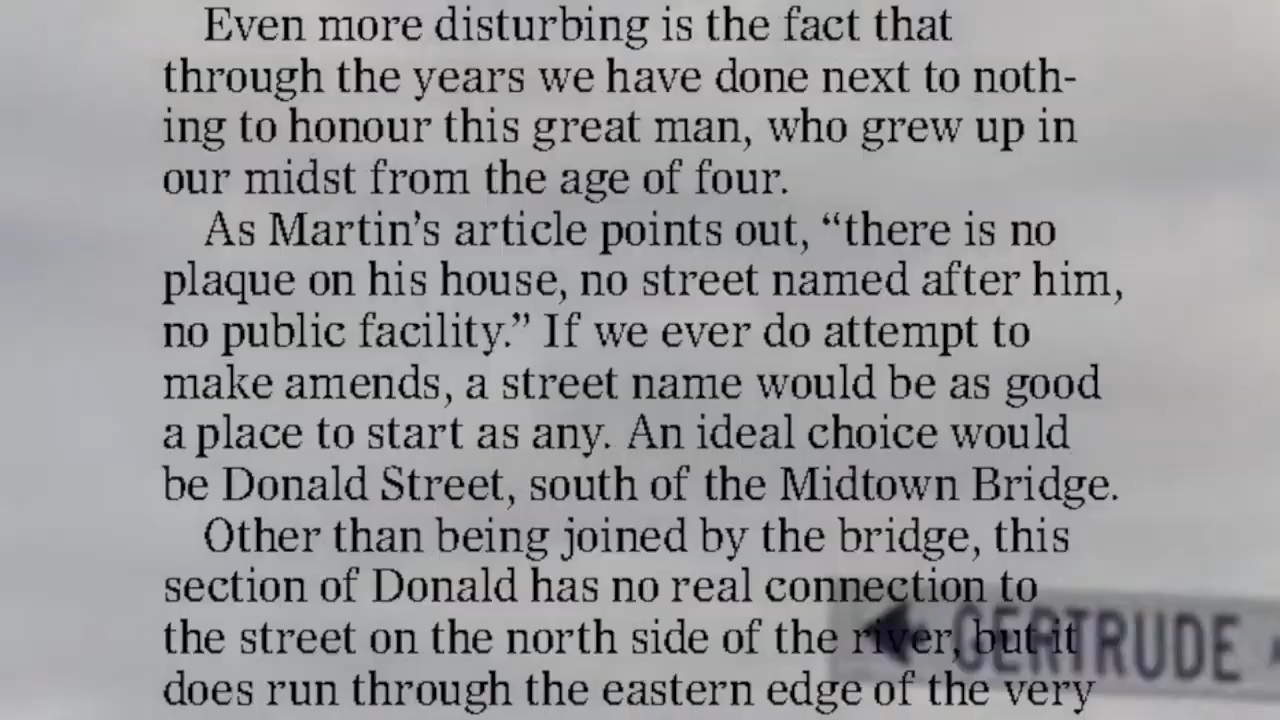 Even more disturbing is the fact that
through the years we have done next to noth-
ing to honour this great man, who grew up in
our midst from the age of four.
As Martin's article points out, “there is no
plaque on his house, no street named after him,
no public facility.” If we ever do attempt to
make amends, a street name would be as good
a place to start as any. An ideal choice would
be Donald Street, south of the Midtown Bridge.
Other than being joined by the bridge, this
section of Donald has no real connection to
the street on the north side of the river, but it
GERTRUDE
does run through the eastern edge of the very